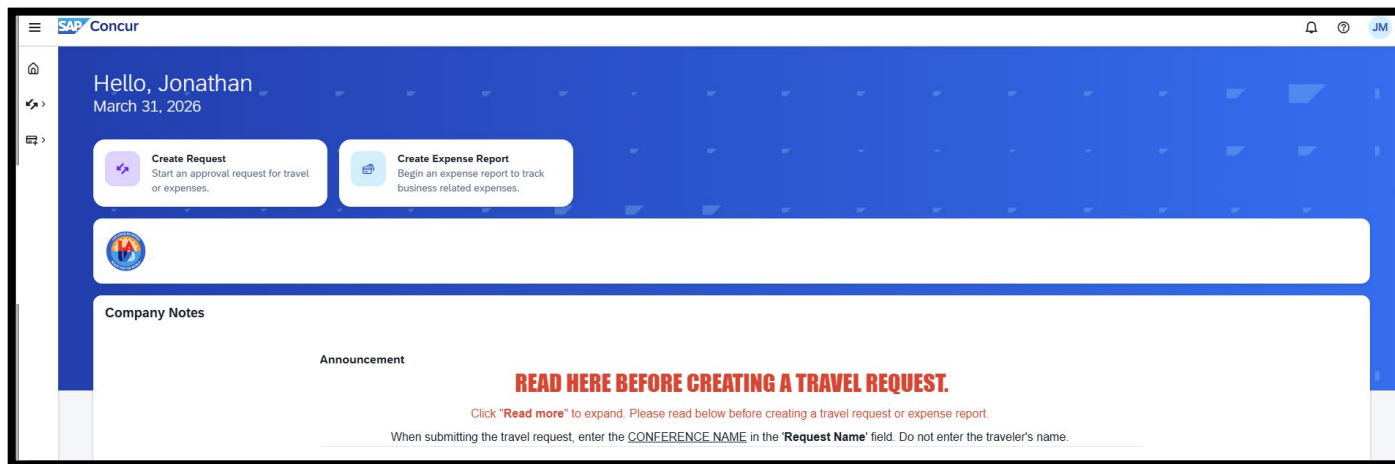 SAP Concur
JM
Hello, Jonathan
March 31, 2026
Create Request
Start an approval request for travel
or expenses.
Create Expense Report
Begin an expense report to track
business related expenses.
Company Notes
Announcement
READ HERE BEFORE CREATING A TRAVEL REQUEST.
Click "Read more" to expand. Please read below before creating a travel request or expense report.
When submitting the travel request, enter the CONFERENCE NAME in the 'Request Name' field. Do not enter the traveler's name.